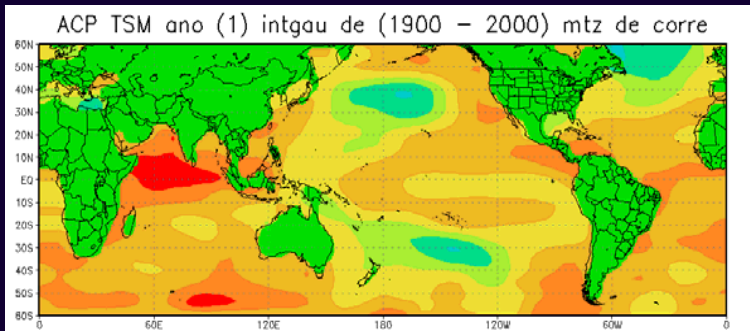 ACP TSM ano (1) intgau de (1900 – 2000) mtz de corre
60N
50N
40N
30N
20N
10N
EQ
10S
20S
30S
40S
50S
60S
0 60E 120E 180 120W 60W 0